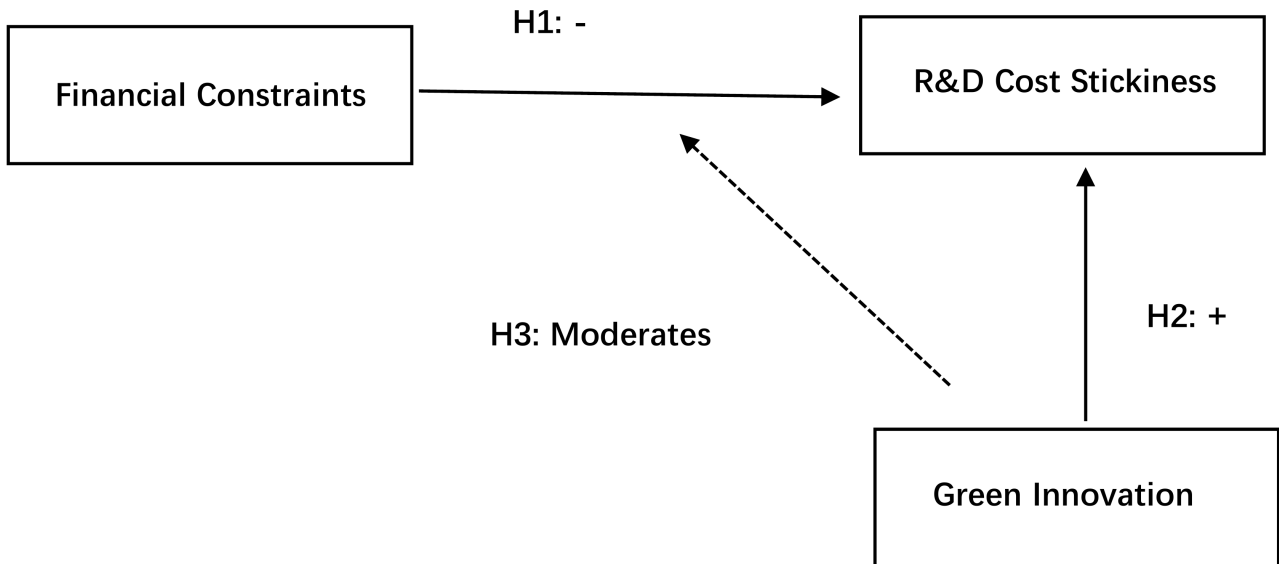 H1: -
Financial Constraints
R&D Cost Stickiness
H3: Moderates
H2: +
Green Innovation